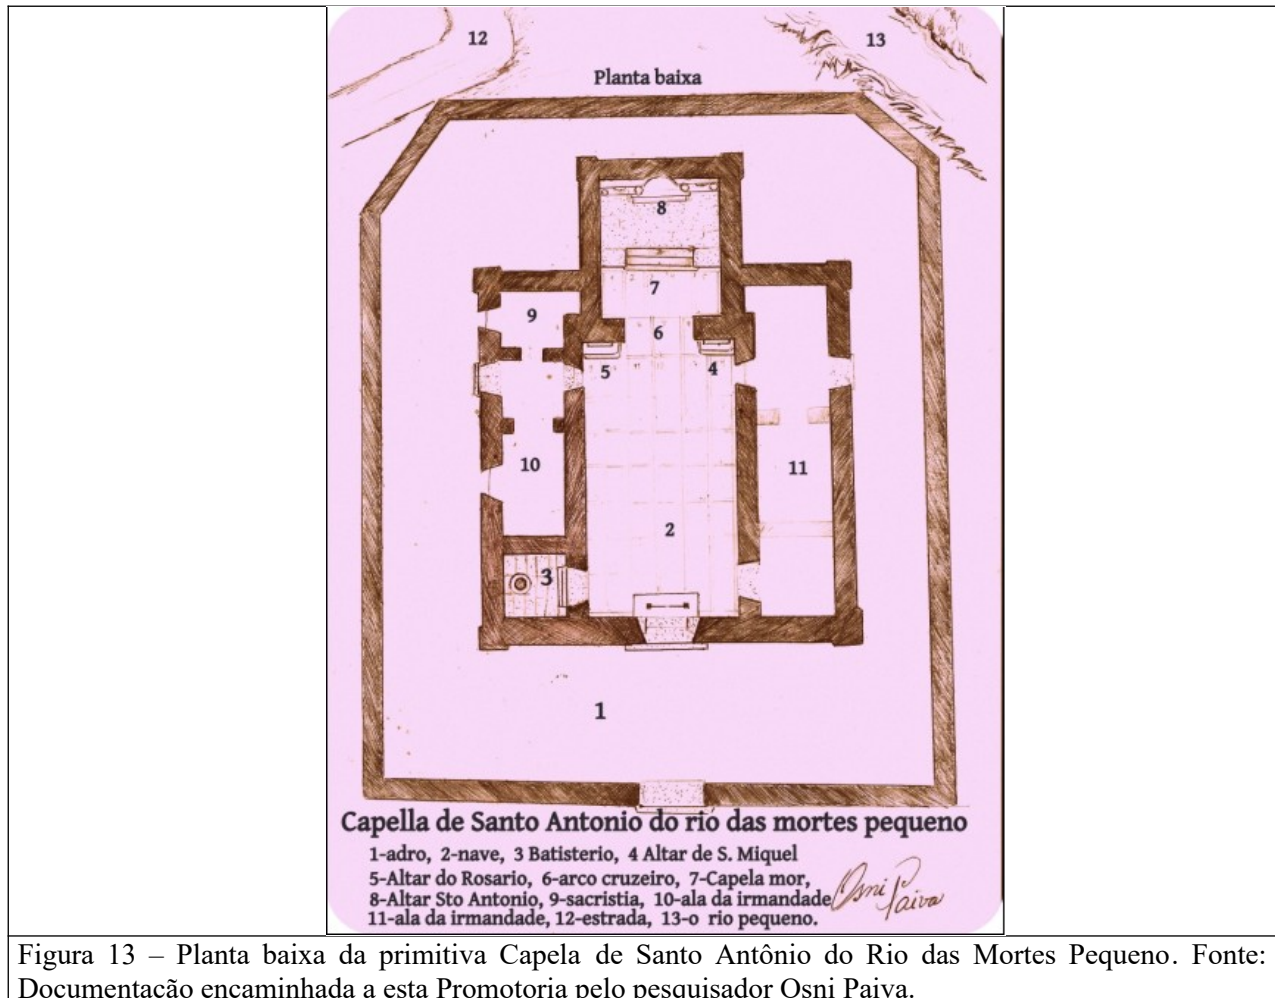 12
13
Planta baixa
8
7
9
6
5
4
10
11
2
3
1
Capella de Santo Antonio do rio das mortes pequeno
1-adro, 2-nave, 3 Batisterio, 4 Altar de S. Miquel
5-Altar do Rosario, 6-arco cruzeiro, 7-Capela mor,
8-Altar Sto Antonio, 9-sacristia, 10-ala da irmandade
11-ala da irmandade, 12-estrada, 13-o rio pequeno.
Osni Paiva
Figura 13 – Planta baixa da primitiva Capela de Santo Antônio do Rio das Mortes Pequeno. Fonte:
Documentação encaminhada a esta Promotoria pelo pesquisador Osni Paiva.